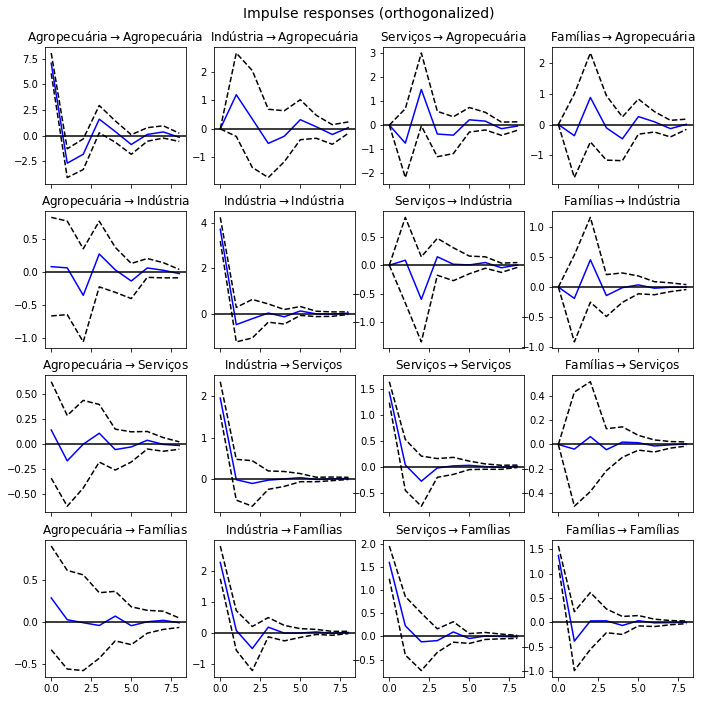 Impulse responses (orthogonalized)
Agropecuária → Agropecuária Indústria → Agropecuária Serviços → Agropecuária Famílias → Agropecuária
7.5 5.0 2.5 0.0 −2.5
2 1 0 −1
3 2 1 0 −1 −2
2 1 0 −1
Agropecuária → Indústria Indústria → Indústria Serviços → Indústria Famílias → Indústria
0.5 0.0 −0.5 −1.0
4 2 0
0.5 0.0 −0.5 −1.0
1.0 0.5 0.0 −0.5 −1.0
Agropecuária → Serviços Indústria → Serviços Serviços → Serviços Famílias → Serviços
0.50 0.25 0.00 −0.25 −0.50
2 1 0
1.5 1.0 0.5 0.0 −0.5
0.4 0.2 0.0 −0.2 −0.4
Agropecuária → Famílias Indústria → Famílias Serviços → Famílias Famílias → Famílias
0.5 0.0 −0.5
2 1 0 −1
2.0 1.5 1.0 0.5 0.0 −0.5
1.5 1.0 0.5 0.0 −0.5 −1.0
0.0 2.5 5.0 7.5 0.0 2.5 5.0 7.5 0.0 2.5 5.0 7.5 0.0 2.5 5.0 7.5